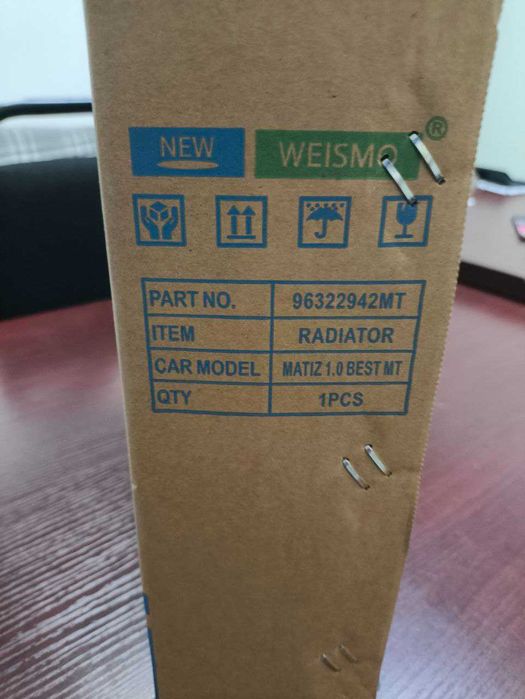 NEW WEISMO ®
PART NO. 96322942MT
ITEM RADIATOR
CAR MODEL MATIZ 1.0 BEST MT
QTY 1PCS